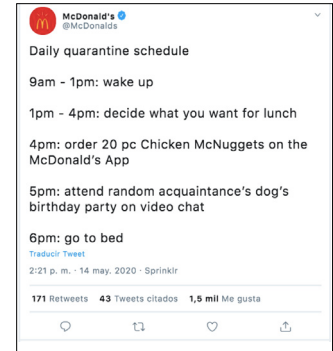 McDonald's
@McDonalds
Daily quarantine schedule
9am - 1pm: wake up
1pm - 4pm: decide what you want for lunch
4pm: order 20 pc Chicken McNuggets on the
McDonald's App
5pm: attend random acquaintance's dog's
birthday party on video chat
6pm: go to bed
Traducir Tweet
2:21 p. m. · 14 may. 2020 · Sprinklr
171 Retweets 43 Tweets citados 1,5 mil Me gusta